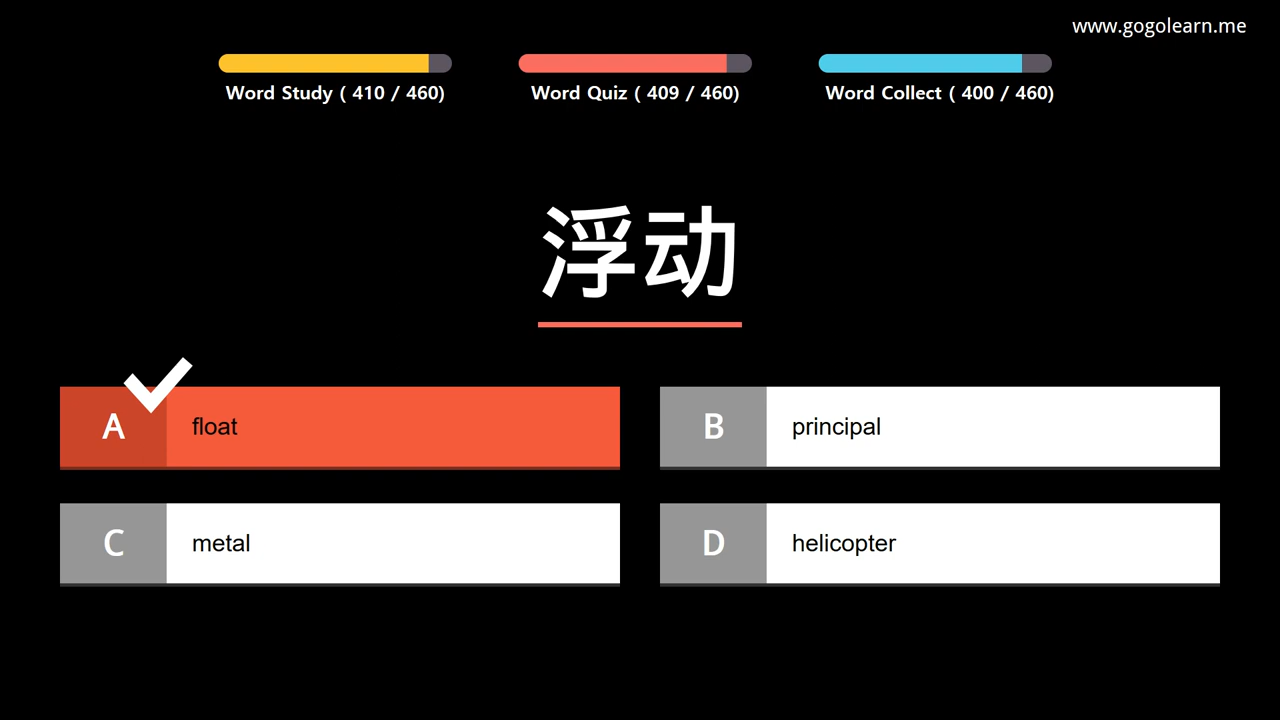 www.gogolearn.me
Word Study ( 410 / 460)
Word Quiz ( 409 / 460)
Word Collect ( 400 / 460)
浮动
A
float
B
principal
C
metal
D
helicopter